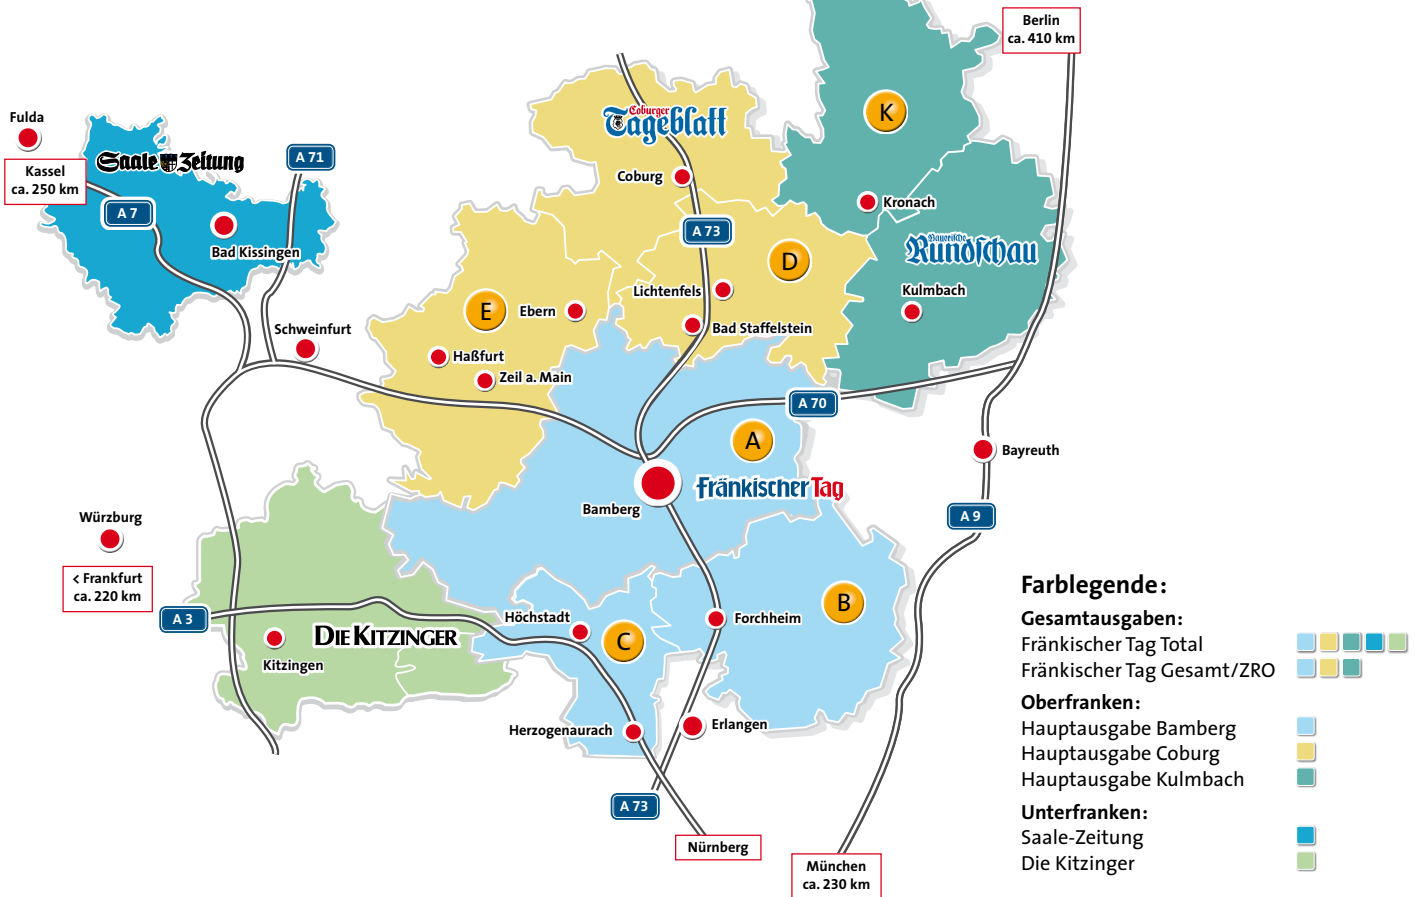 Berlin
ca. 410 km
K
Fulda
Coburger
Tageblatt
Saale Zeitung
A 71
Kassel
ca. 250 km
Coburg
Kronach
A 7
Bad Kissingen
A 73
Bayerische
Rundschau
D
Lichtenfels
Kulmbach
E
Ebern
Schweinfurt
Bad Staffelstein
Haßfurt
Zeil a. Main
A 70
A
Bayreuth
Fränkischer Tag
Bamberg
Würzburg
A 9
< Frankfurt
ca. 220 km
A 3
Höchstadt
B
C
Forchheim
DIE KITZINGER
Kitzingen
Herzogenaurach
Erlangen
A 73
Nürnberg
München
ca. 230 km
Farblegende:
Gesamtausgaben:
Fränkischer Tag Total
Fränkischer Tag Gesamt/ZRO
Oberfranken:
Hauptausgabe Bamberg
Hauptausgabe Coburg
Hauptausgabe Kulmbach
Unterfranken:
Saale-Zeitung
Die Kitzinger